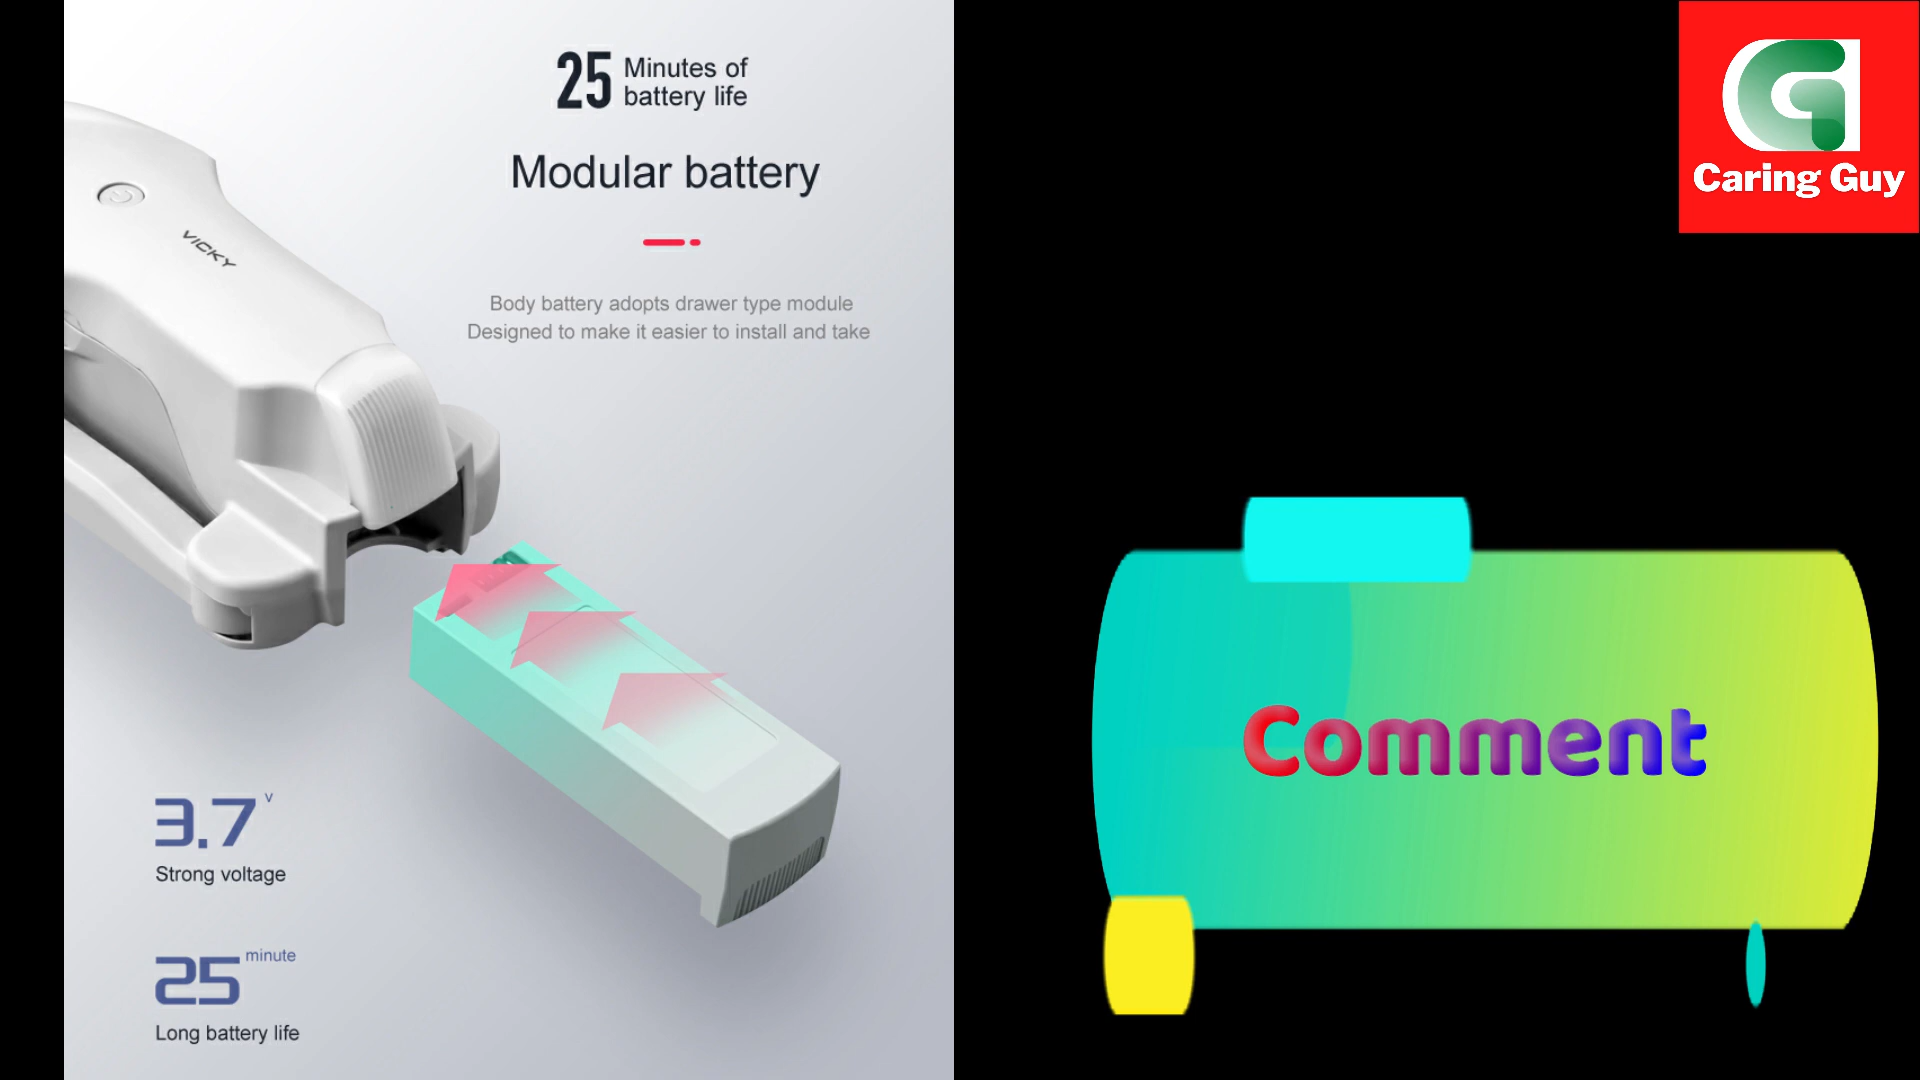 25 Minutes of
battery life
Modular battery
Body battery adopts drawer type module
Designed to make it easier to install and take
VICKY
3.7 V
Strong voltage
25 minute
Long battery life
Caring Guy
Comment